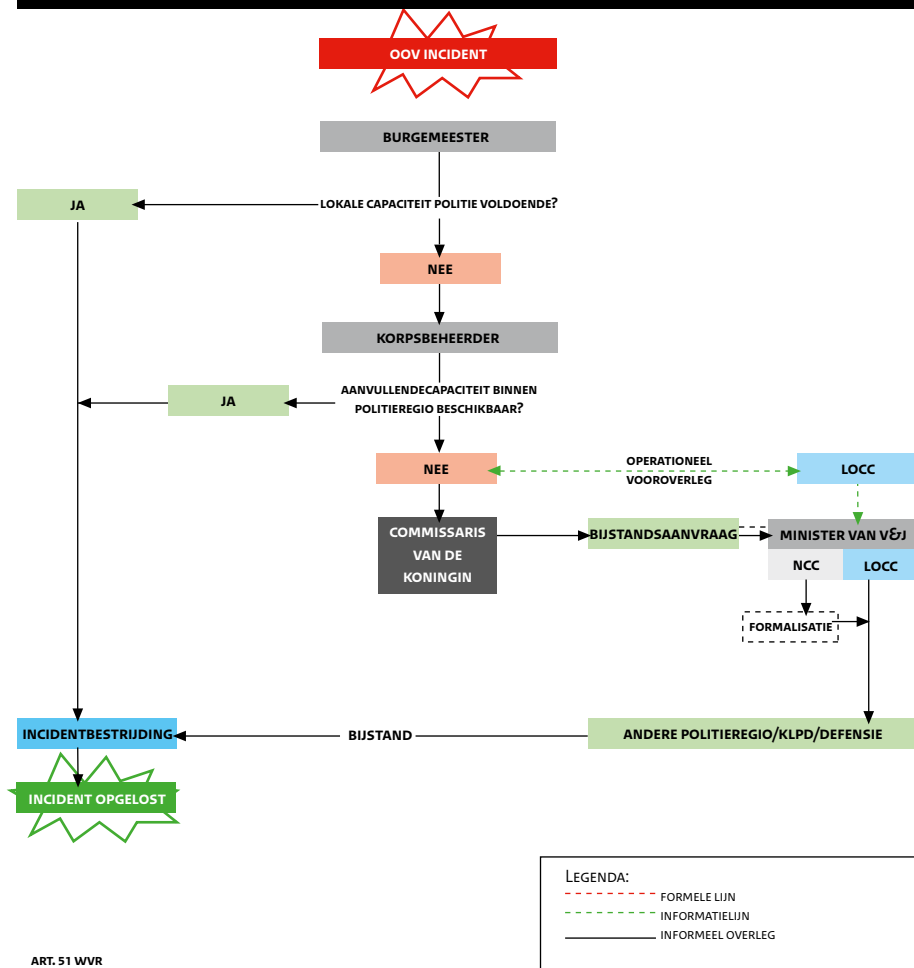 OOV INCIDENT
BURGEMEESTER
JA
LOKALE CAPACITEIT POLITIE VOLDOENDE?
NEE
KORPSBEHEERDER
JA
AANVULLENDECAPACITEIT BINNEN
POLITIEREGIO BESCHIKBAAR?
NEE
OPERATIONEEL
VOOROVERLEG
LOCC
COMMISSARIS
VAN DE
KONINGIN
BIJSTANDSAANVRAAG
MINISTER VAN V&J
NCC
LOCC
FORMALISATIE
INCIDENTBESTRIJDING
BIJSTAND
ANDERE POLITIEREGIO/KLPD/DEFENSIE
INCIDENT OPGELOST
LEGENDA:
FORMELE LIJN
INFORMATIELIJN
INFORMEEL OVERLEG
ART. 51 WVR